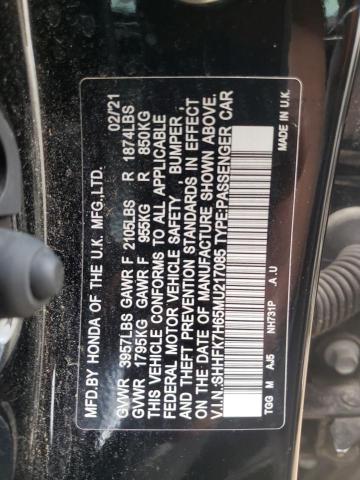 MFD.BY HONDA OF THE U.K. MFG.,LTD. 02/21
GVWR 3957LBS GAWR F 2105LBS R 1874LBS
GVWR 1795KG GAWR F 955KG R 850KG
THIS VEHICLE CONFORMS TO ALL APPLICABLE
FEDERAL MOTOR VEHICLE SAFETY , BUMPER ,
AND THEFT PREVENTION STANDARDS IN EFFECT
ON THE DATE OF MANUFACTURE SHOWN ABOVE.
V.I.N.:SHHFK7H65MU217085 TYPE:PASSENGER CAR
TGG M AJ5 NH731P .A.U MADE IN U.K.